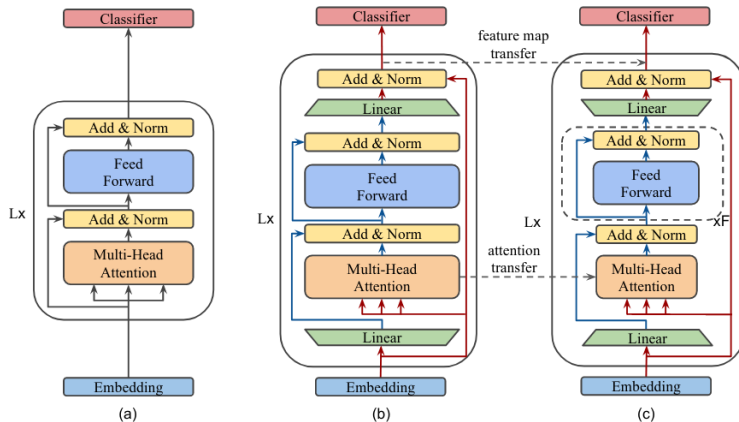 Classifier
Add & Norm
Feed
Forward
Add & Norm
Multi-Head
Attention
Lx
Embedding
(a)
Classifier
Add & Norm
Linear
Add & Norm
Feed
Forward
Lx
Add & Norm
Multi-Head
Attention
Linear
Embedding
(b)
feature map
transfer
attention
transfer
Classifier
Add & Norm
Linear
Add & Norm
Feed
Forward
xF
Lx
Add & Norm
Multi-Head
Attention
Linear
Embedding
(c)